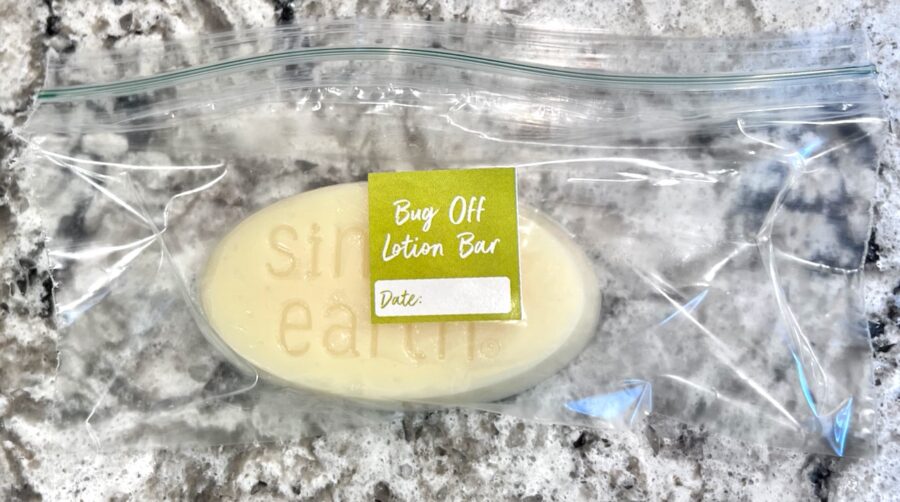 Bug Off
Lotion Bar
Date:
earth®